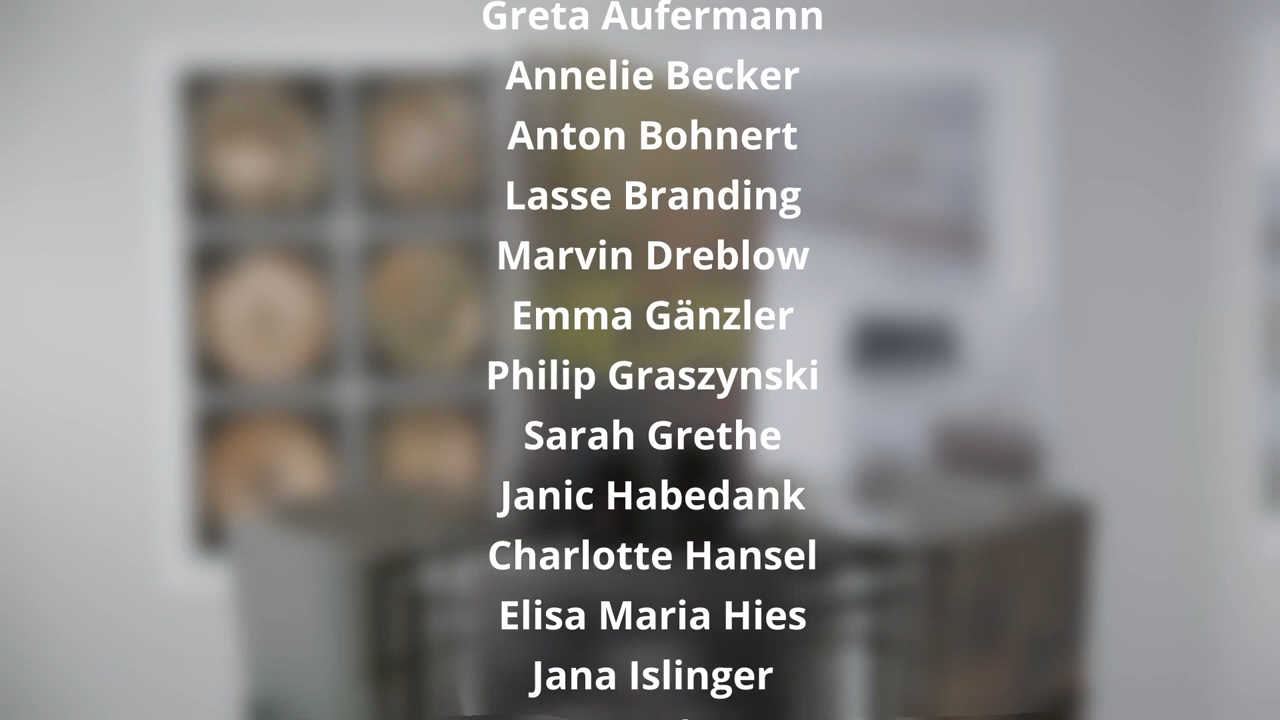 Greta Aufermann
Annelie Becker
Anton Bohnert
Lasse Branding
Marvin Dreblow
Emma Gänzler
Philip Graszynski
Sarah Grethe
Janic Habedank
Charlotte Hansel
Elisa Maria Hies
Jana Islinger